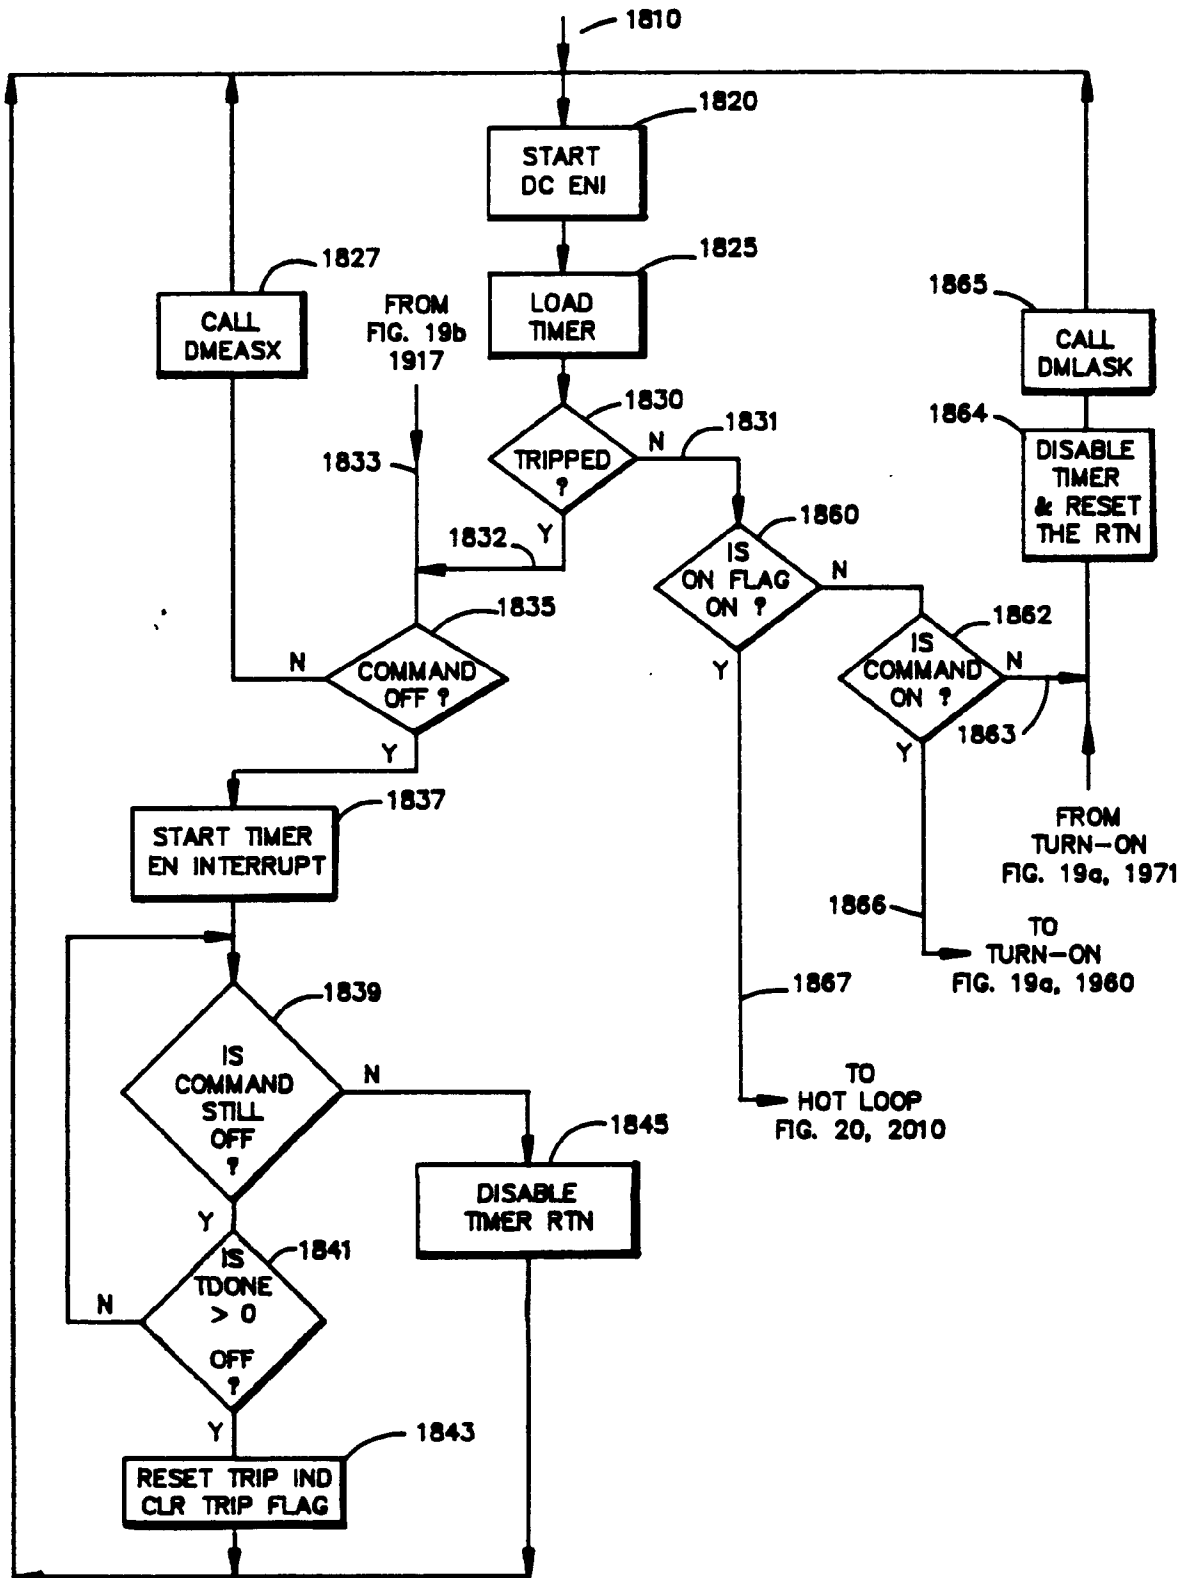 1810
1820
START
DC ENI
1827
1825
CALL
DMEASX
FROM
FIG. 19b
1917
LOAD
TIMER
1865
CALL
DMLASK
1830
1831
1864
TRIPPED
?
N
Y
1833
1832
DISABLE
TIMER
& RESET
THE RTN
1860
IS
ON FLAG
ON ?
N
Y
1835
COMMAND
OFF ?
N
Y
1862
IS
COMMAND
ON ?
N
Y
1863
1837
START TIMER
EN INTERRUPT
FROM
TURN-ON
FIG. 19a, 1971
1866
TO
TURN-ON
FIG. 19a, 1960
1839
1867
IS
COMMAND
STILL
OFF
?
N
Y
TO
HOT LOOP
FIG. 20, 2010
1845
DISABLE
TIMER RTN
1841
IS
TDONE
> 0
OFF
?
N
Y
1843
RESET TRIP IND
CLR TRIP FLAG